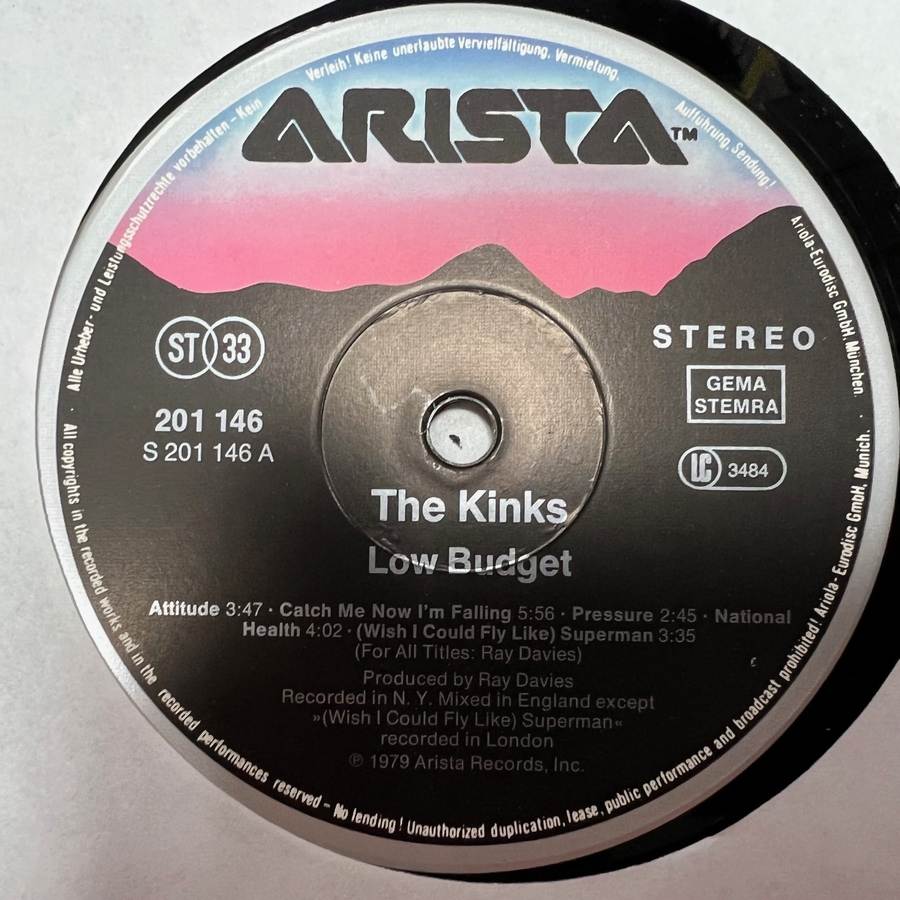 Alle Urheber- und Leistungsschutzrechte vorbehalten - Kein Verleih! Keine unerlaubte Vervielfältigung, Vermietung, Aufführung, Sendung!
ARISTA™
Ariola-Eurodisc GmbH, München.
ST 33
STEREO
201 146
S 201 146 A
GEMA
STEMRA
LC 3484
The Kinks
Low Budget
Attitude 3:47 · Catch Me Now I'm Falling 5:56 · Pressure 2:45 · National
Health 4:02 · (Wish I Could Fly Like) Superman 3:35
(For All Titles: Ray Davies)
Produced by Ray Davies
Recorded in N. Y. Mixed in England except
»(Wish I Could Fly Like) Superman«
recorded in London
℗ 1979 Arista Records, Inc.
All copyrights in the recorded works and in the recorded performances reserved - No lending! Unauthorized duplication, lease, public performance and broadcast prohibited! Ariola- Eurodisc GmbH, Munich.